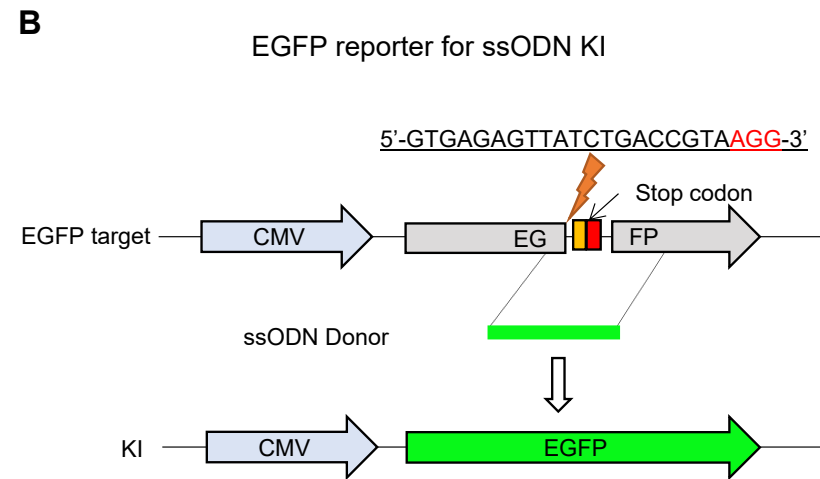 B
EGFP reporter for ssODN KI
5’-GTGAGAGTTATCTGACCGTAAGG-3’
Stop codon
EGFP target
CMV
EG
FP
ssODN Donor
KI
CMV
EGFP